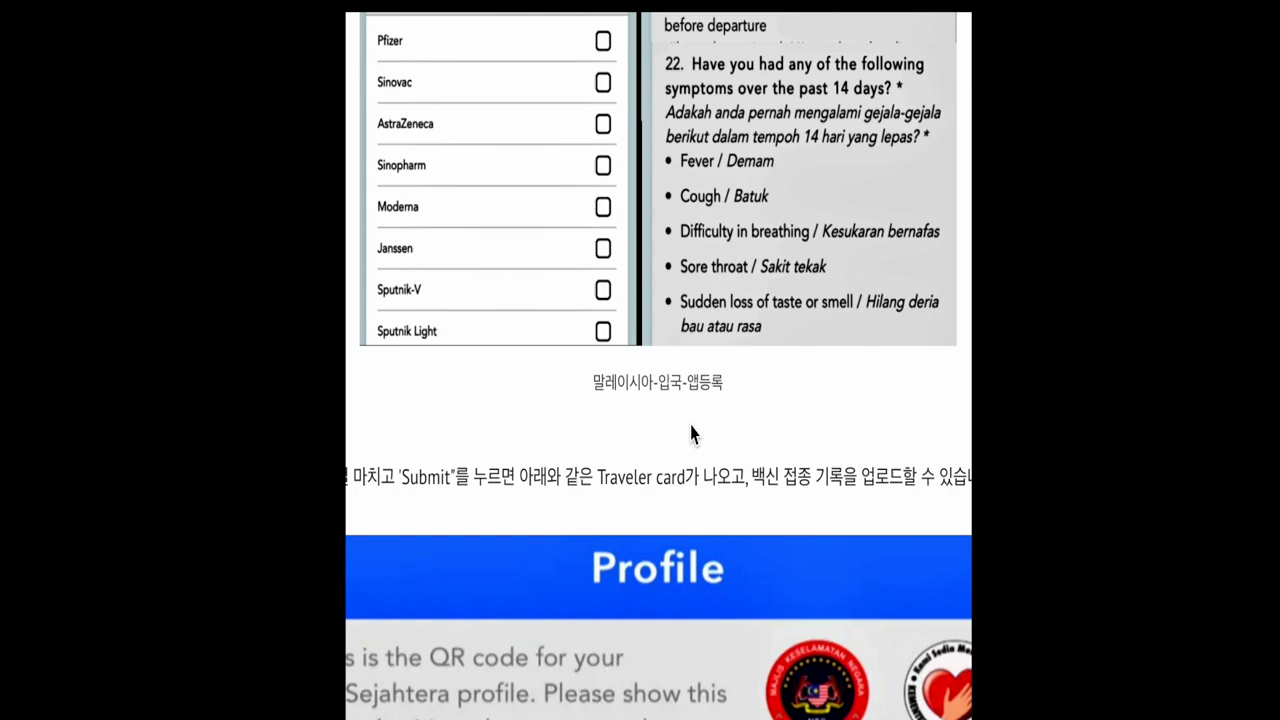 Pfizer
Sinovac
AstraZeneca
Sinopharm
Moderna
Janssen
Sputnik-V
Sputnik Light
before departure
22. Have you had any of the following
symptoms over the past 14 days? *
Adakah anda pernah mengalami gejala-gejala
berikut dalam tempoh 14 hari yang lepas? *
• Fever / Demam
• Cough / Batuk
• Difficulty in breathing / Kesukaran bernafas
• Sore throat / Sakit tekak
• Sudden loss of taste or smell / Hilang deria
bau atau rasa
말레이시아-입국-앱등록
마치고 'Submit"를 누르면 아래와 같은 Traveler card가 나오고, 백신 접종 기록을 업로드할 수 있습
Profile
s is the QR code for your
Sejahtera profile. Please show this
MAJLIS KESELAMATAN NEGARA
Kami Sedia